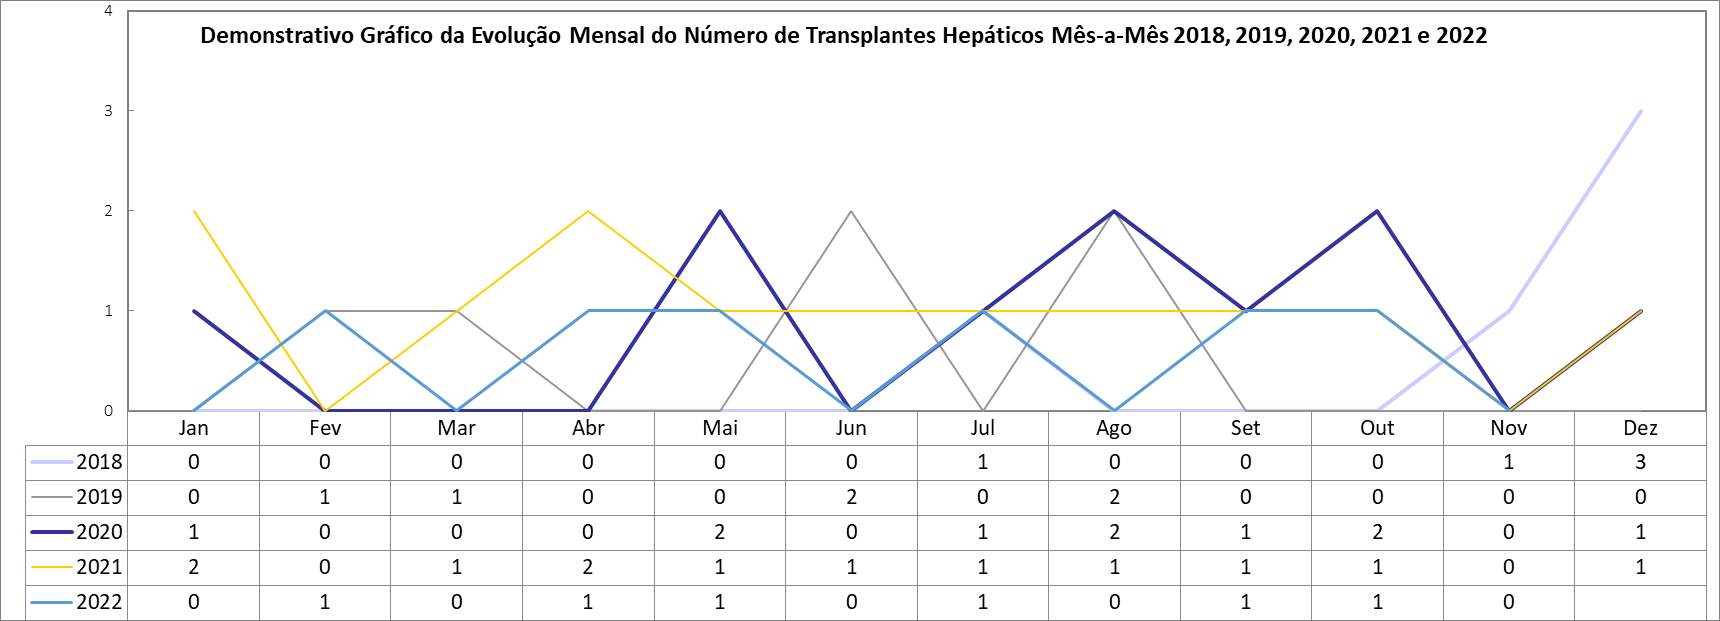 Demonstrativo Gráfico da Evolução Mensal do Número de Transplantes Hepáticos Mês-a-Mês 2018, 2019, 2020, 2021 e 2022
4
3
2
1
0
Jan Fev Mar Abr Mai Jun Jul Ago Set Out Nov Dez
2018 0 0 0 0 0 0 1 0 0 0 1 3
2019 0 1 1 0 0 2 0 2 0 0 0 0
2020 1 0 0 0 2 0 1 2 1 2 0 1
2021 2 0 1 2 1 1 1 1 1 1 0 1
2022 0 1 0 1 1 0 1 0 1 1 0